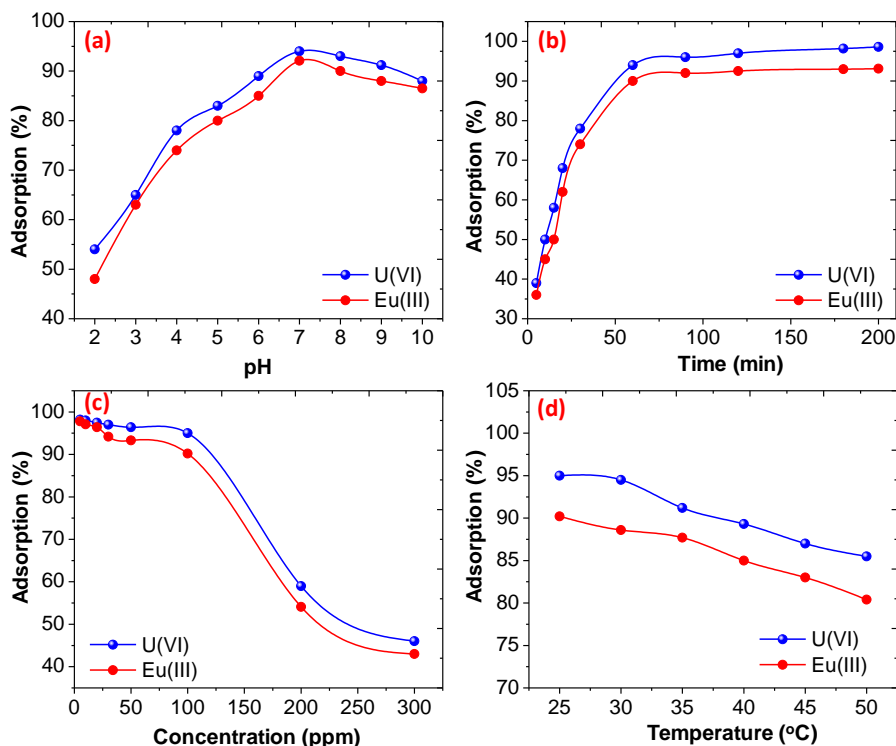 (a)
Adsorption (%)
100
90
80
70
60
50
40
2 3 4 5 6 7 8 9 10
pH
U(VI)
Eu(III)
(b)
Adsorption (%)
100
90
80
70
60
50
40
30
0 50 100 150 200
Time (min)
U(VI)
Eu(III)
(c)
Adsorption (%)
100
90
80
70
60
50
40
0 50 100 150 200 250 300
Concentration (ppm)
U(VI)
Eu(III)
(d)
Adsorption (%)
105
100
95
90
85
80
75
70
25 30 35 40 45 50
Temperature (ºC)
U(VI)
Eu(III)